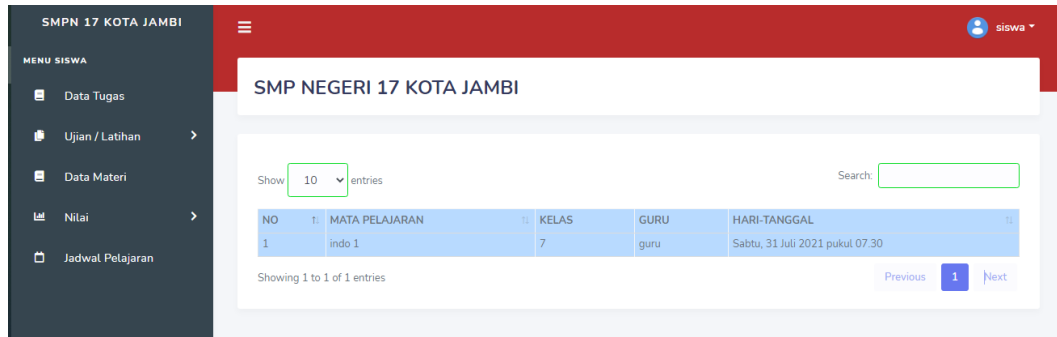 SMPN 17 KOTA JAMBI
siswa
MENU SISWA
SMP NEGERI 17 KOTA JAMBI
Data Tugas
Ujian / Latihan
Data Materi
Nilai
Jadwal Pelajaran
Show 10 entries
Search:
NO MATA PELAJARAN KELAS GURU HARI-TANGGAL
1 indo 1 7 guru Sabtu, 31 Juli 2021 pukul 07.30
Showing 1 to 1 of 1 entries
Previous 1 Next